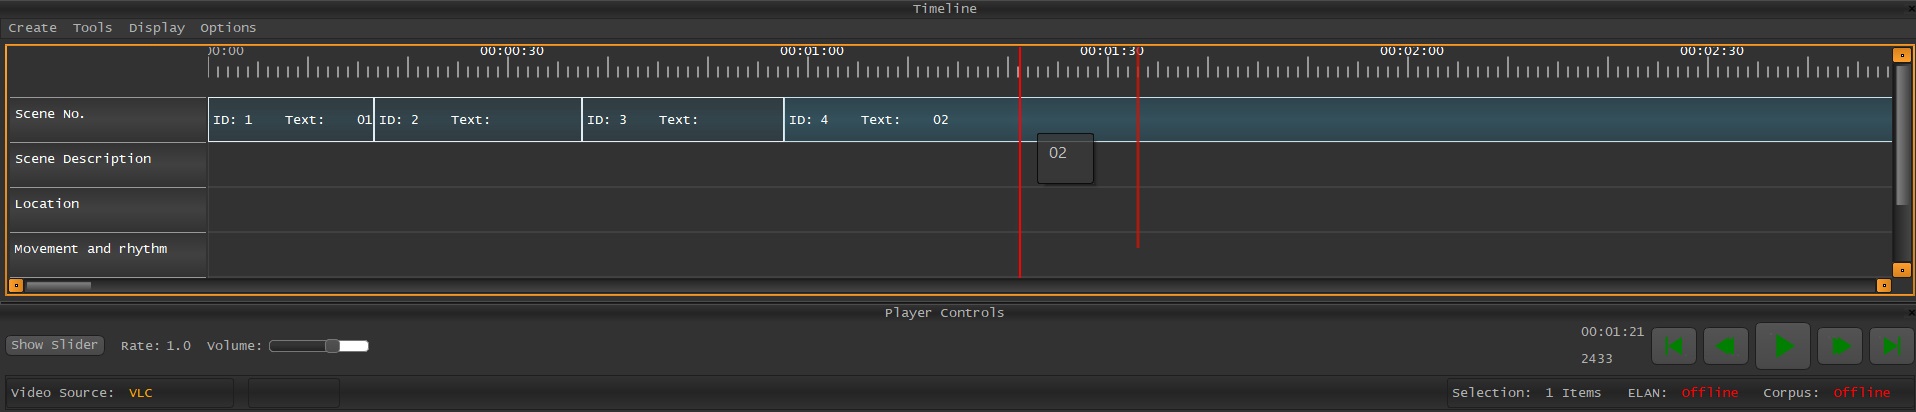 Timeline
Create Tools Display Options
00:00 00:00:30 00:01:00 00:01:30 00:02:00 00:02:30
Scene No. ID: 1 Text: 01 ID: 2 Text: ID: 3 Text: ID: 4 Text: 02
02
Scene Description
Location
Movement and rhythm
Player Controls
Show Slider Rate: 1.0 Volume: 00:01:21
2433
Video Source: VLC Selection: 1 Items ELAN: Offline Corpus: Offline